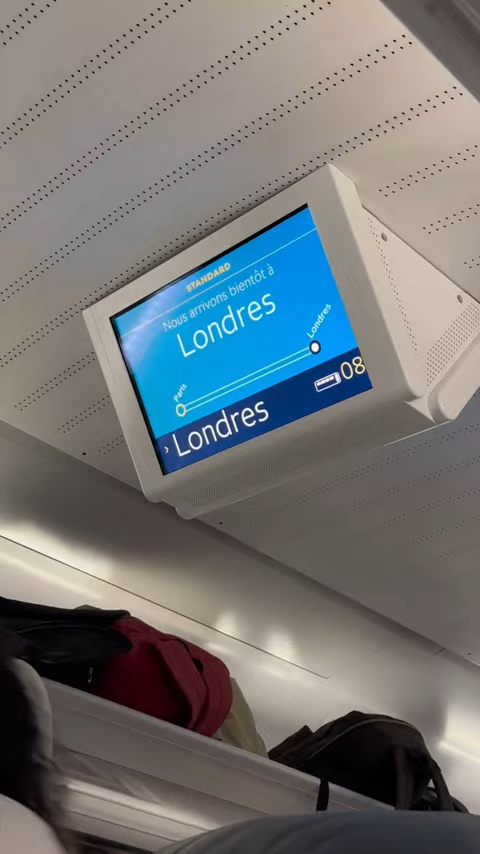 STANDARD
Nous arrivons bientôt à
Londres
Paris
Londres
› Londres
08